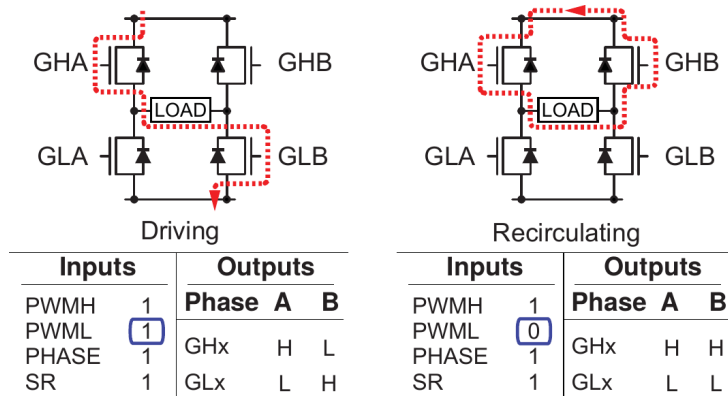 GHA GHB
LOAD
GLA GLB
Driving
Inputs Outputs
PWMH 1 Phase A B
PWML 1
PHASE 1 GHx H L
SR 1 GLx L H
GHA GHB
LOAD
GLA GLB
Recirculating
Inputs Outputs
PWMH 1 Phase A B
PWML 0
PHASE 1 GHx H H
SR 1 GLx L L